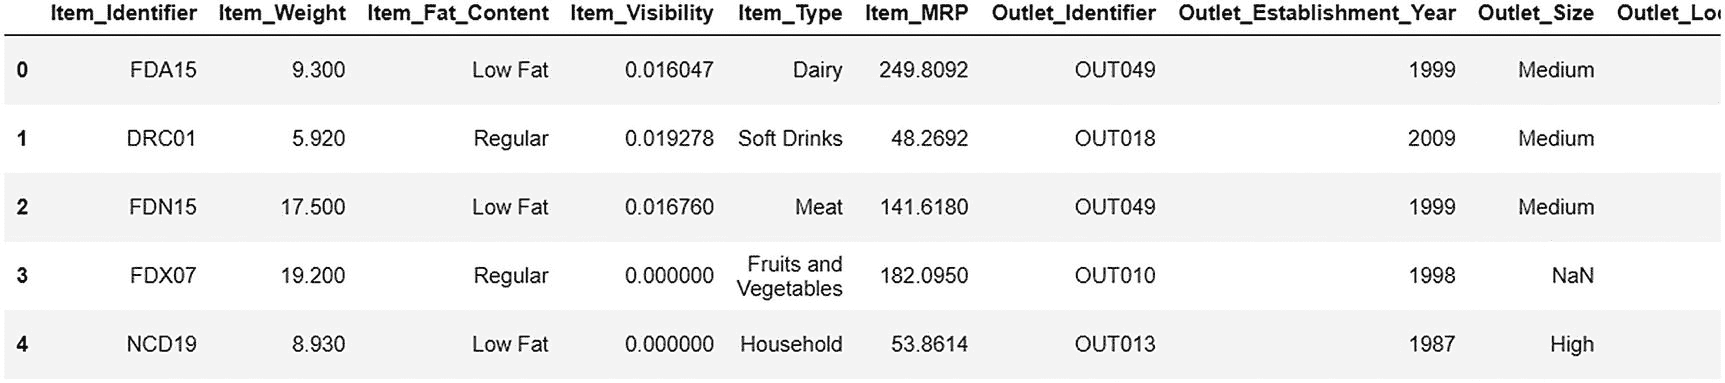 Item_Identifier Item_Weight Item_Fat_Content Item_Visibility Item_Type Item_MRP Outlet_Identifier Outlet_Establishment_Year Outlet_Size
0 FDA15 9.300 Low Fat 0.016047 Dairy 249.8092 OUT049 1999 Medium
1 DRC01 5.920 Regular 0.019278 Soft Drinks 48.2692 OUT018 2009 Medium
2 FDN15 17.500 Low Fat 0.016760 Meat 141.6180 OUT049 1999 Medium
3 FDX07 19.200 Regular 0.000000 Fruits and Vegetables 182.0950 OUT010 1998 NaN
4 NCD19 8.930 Low Fat 0.000000 Household 53.8614 OUT013 1987 High